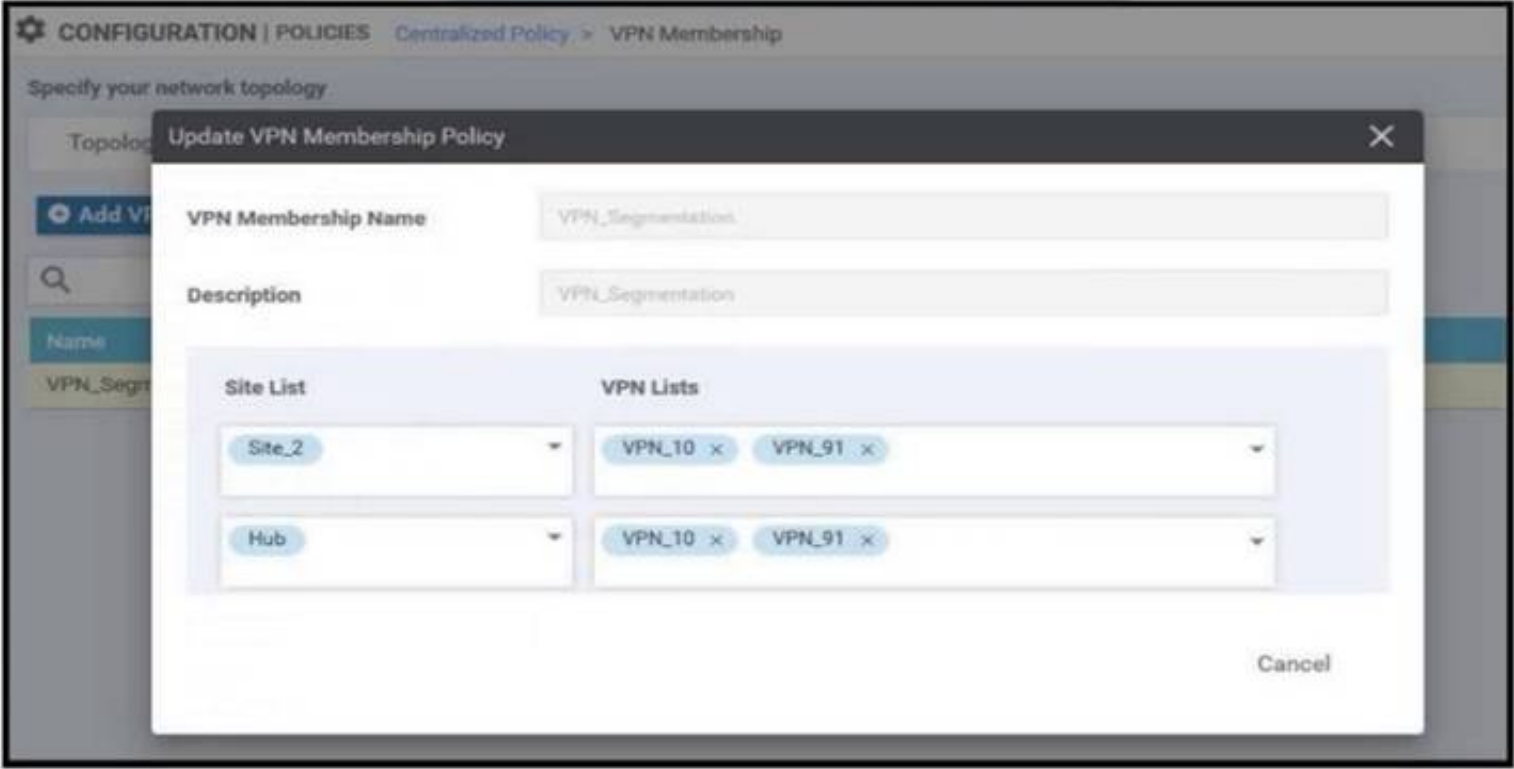 CONFIGURATION | POLICIES Centralized Policy > VPN Membership
Specify your network topology
Topolog
Update VPN Membership Policy
Add VP
VPN Membership Name VPN_Segmentation
Description VPN_Segmentation
Name
VPN_Segm
Site List VPN Lists
Site_2 VPN_10 × VPN_91 ×
Hub VPN_10 × VPN_91 ×
Cancel